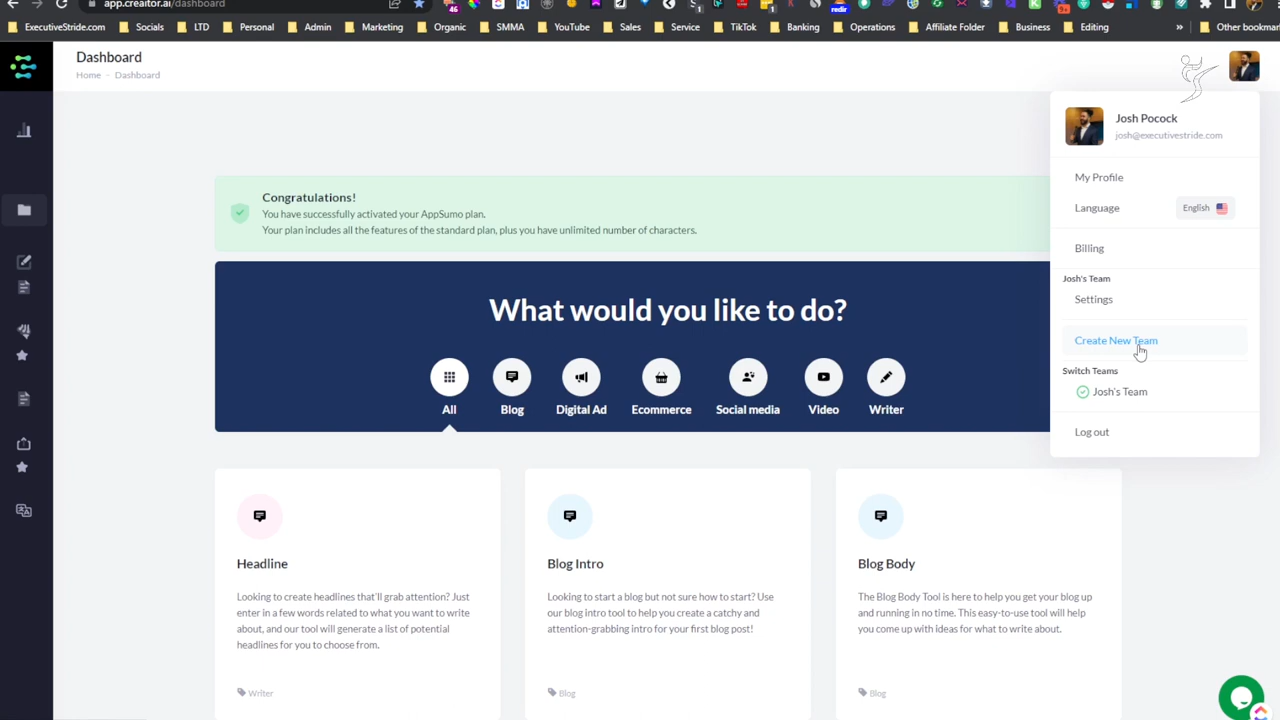 app.creaitor.ai/dashboard
ExecutiveStride.com Socials LTD Personal Admin Marketing Organic SMMA YouTube Sales Service TikTok Banking Operations Affiliate Folder Business Editing » Other bookmar
Dashboard
Home - Dashboard
Josh Pocock
josh@executivestride.com
My Profile
Language English
Billing
Josh's Team
Settings
Create New Team
Switch Teams
Josh's Team
Log out
Congratulations!
You have successfully activated your AppSumo plan.
Your plan includes all the features of the standard plan, plus you have unlimited number of characters.
What would you like to do?
All Blog Digital Ad Ecommerce Social media Video Writer
Headline
Looking to create headlines that'll grab attention? Just
enter in a few words related to what you want to write
about, and our tool will generate a list of potential
headlines for you to choose from.
Writer
Blog Intro
Looking to start a blog but not sure how to start? Use
our blog intro tool to help you create a catchy and
attention-grabbing intro for your first blog post!
Blog
Blog Body
The Blog Body Tool is here to help you get your blog up
and running in no time. This easy-to-use tool will help
you come up with ideas for what to write about.
Blog